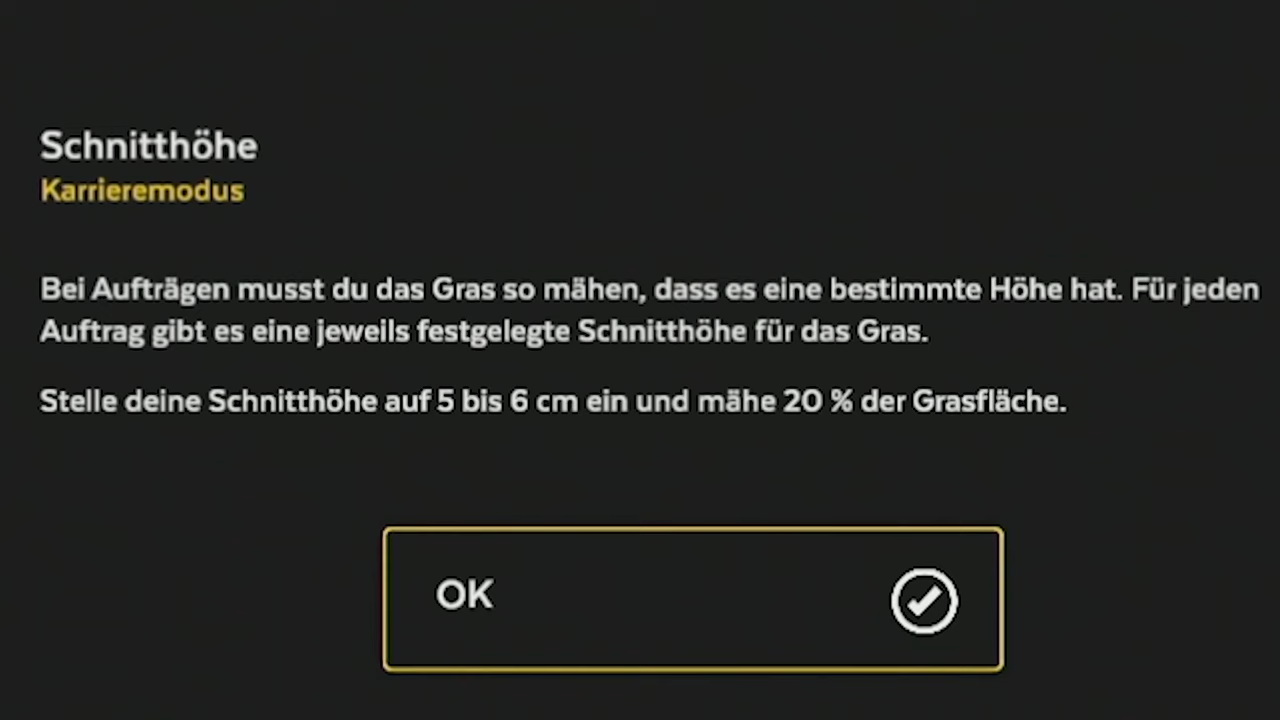 Schnitthöhe
Karrieremodus
Bei Aufträgen musst du das Gras so mähen, dass es eine bestimmte Höhe hat. Für jeden
Auftrag gibt es eine jeweils festgelegte Schnitthöhe für das Gras.
Stelle deine Schnitthöhe auf 5 bis 6 cm ein und mähe 20 % der Grasfläche.
OK